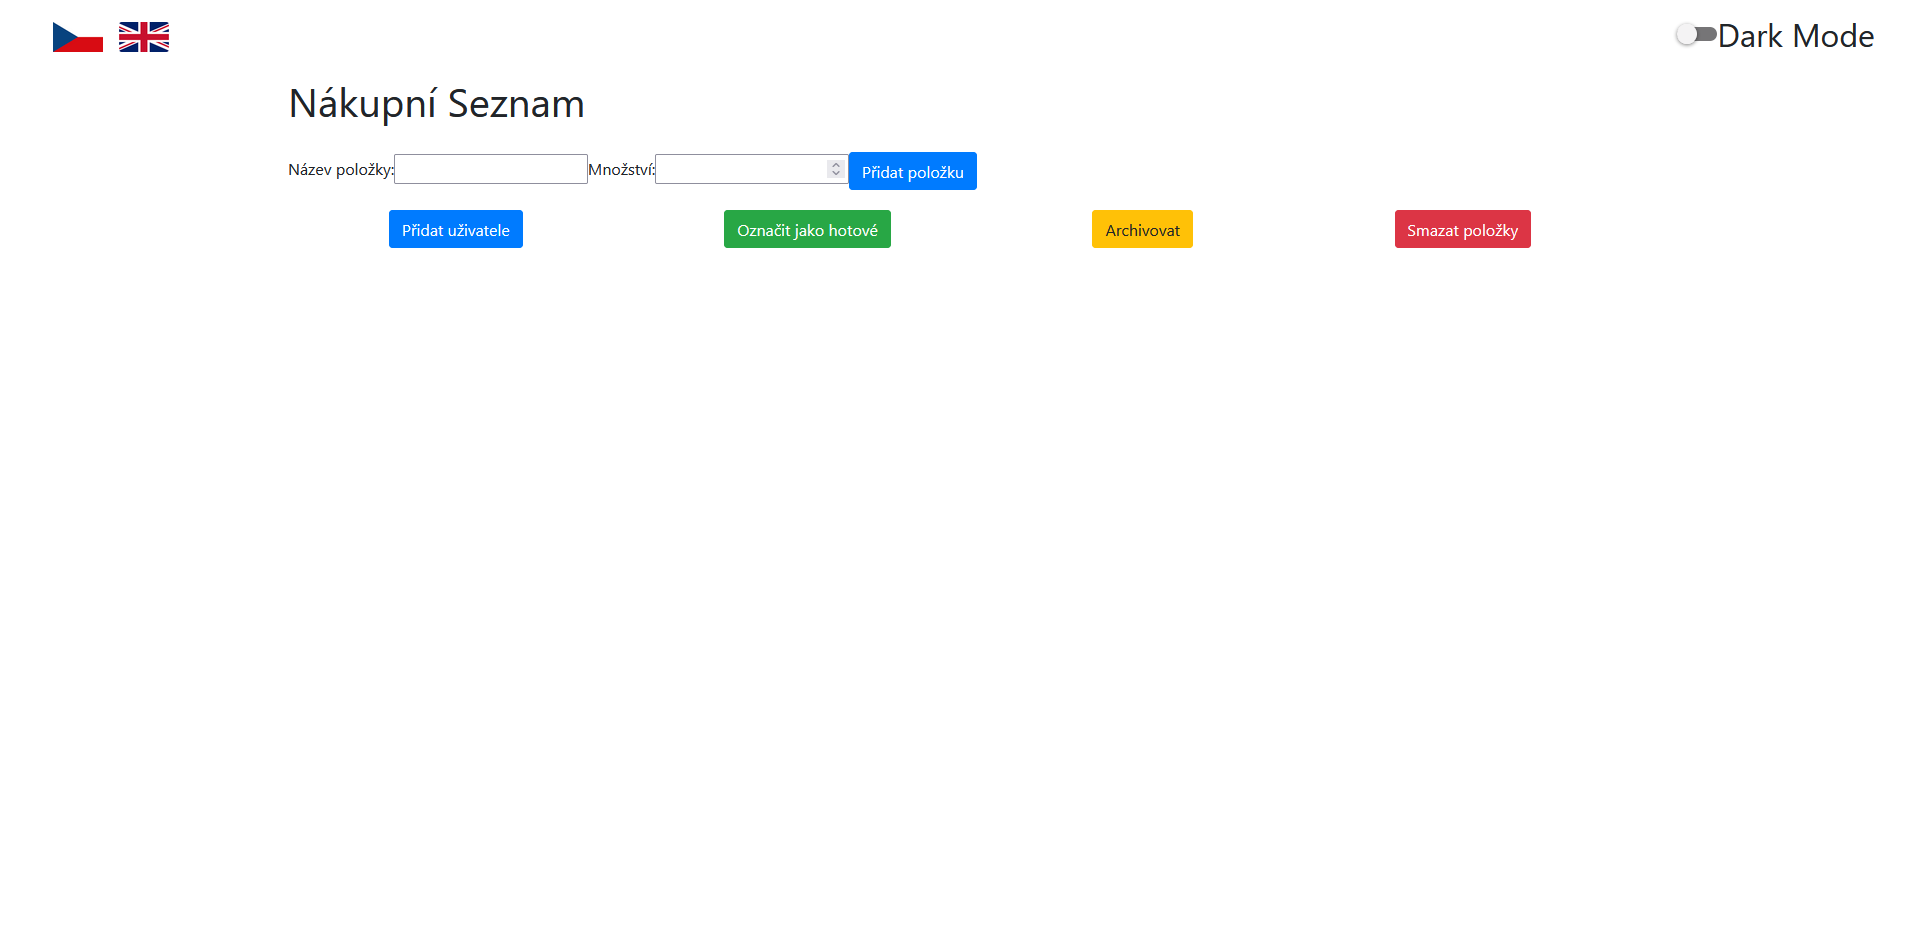 Dark Mode
Nákupní Seznam
Název položky: Množství: Přidat položku
Přidat uživatele Označit jako hotové Archivovat Smazat položky